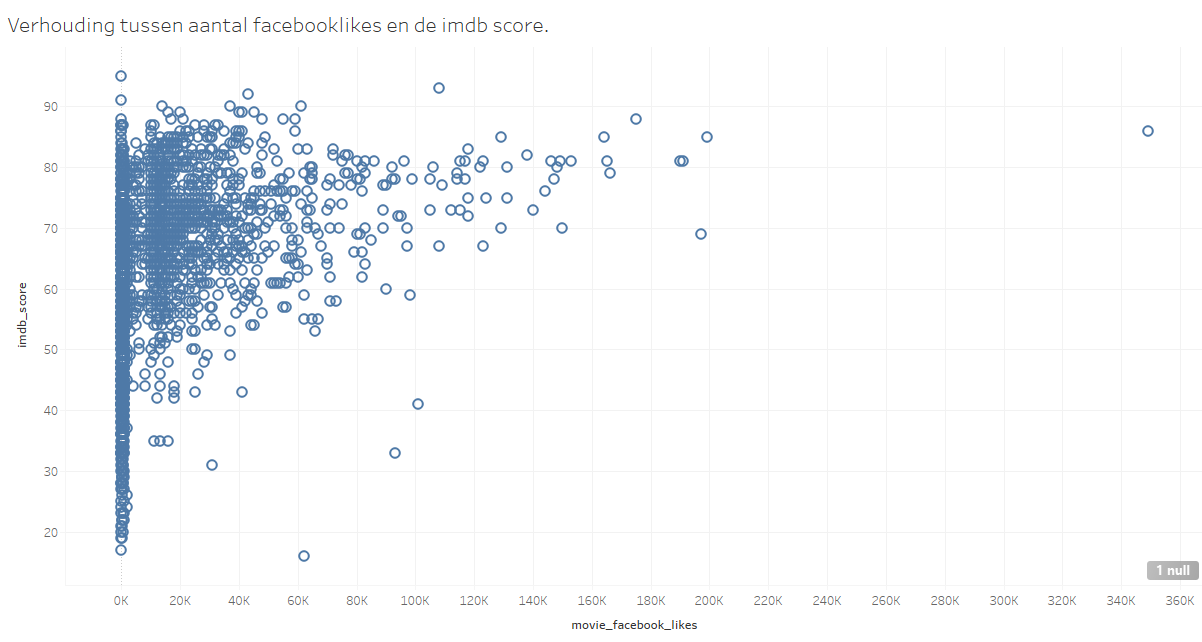 Verhouding tussen aantal facebooklikes en de imdb score.
90
80
70
60
50
40
30
20
imdb_score
1 null
0K 20K 40K 60K 80K 100K 120K 140K 160K 180K 200K 220K 240K 260K 280K 300K 320K 340K 360K
movie_facebook_likes